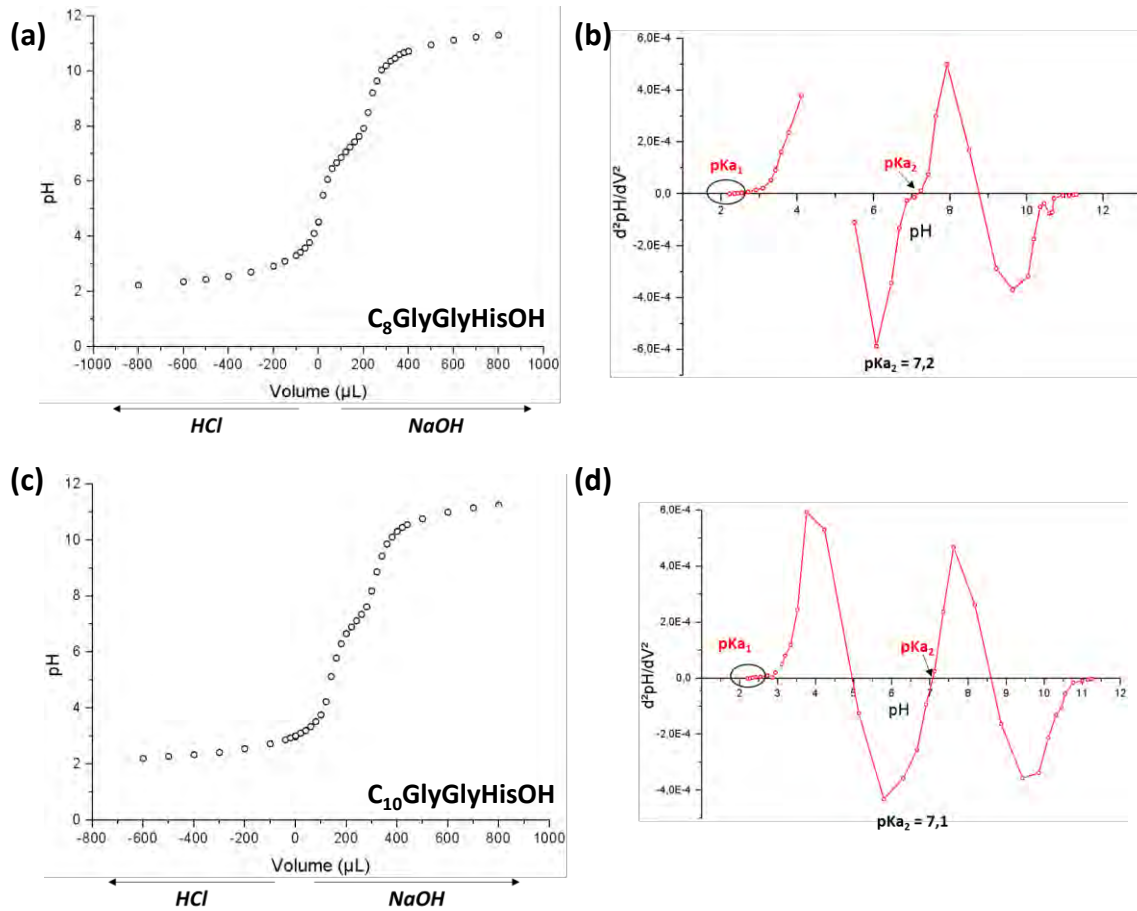 (a)
12
10
8
6
4
2
0
pH
C₈GlyGlyHisOH
-1000 -800 -600 -400 -200 0 200 400 600 800 1000
Volume (µL)
HCl NaOH
(b)
6,0E-4
4,0E-4
2,0E-4
0,0
-2,0E-4
-4,0E-4
-6,0E-4
d²pH/dV²
pKa₁
pKa₂
2 4 6 8 10 12
pH
pKa₂ = 7,2
(c)
12
10
8
6
4
2
0
pH
C₁₀GlyGlyHisOH
-800 -600 -400 -200 0 200 400 600 800 1000
Volume (µL)
HCl NaOH
(d)
6,0E-4
4,0E-4
2,0E-4
0,0
-2,0E-4
-4,0E-4
d²pH/dV²
pKa₁
pKa₂
2 3 4 5 6 7 8 9 10 11 12
pH
pKa₂ = 7,1